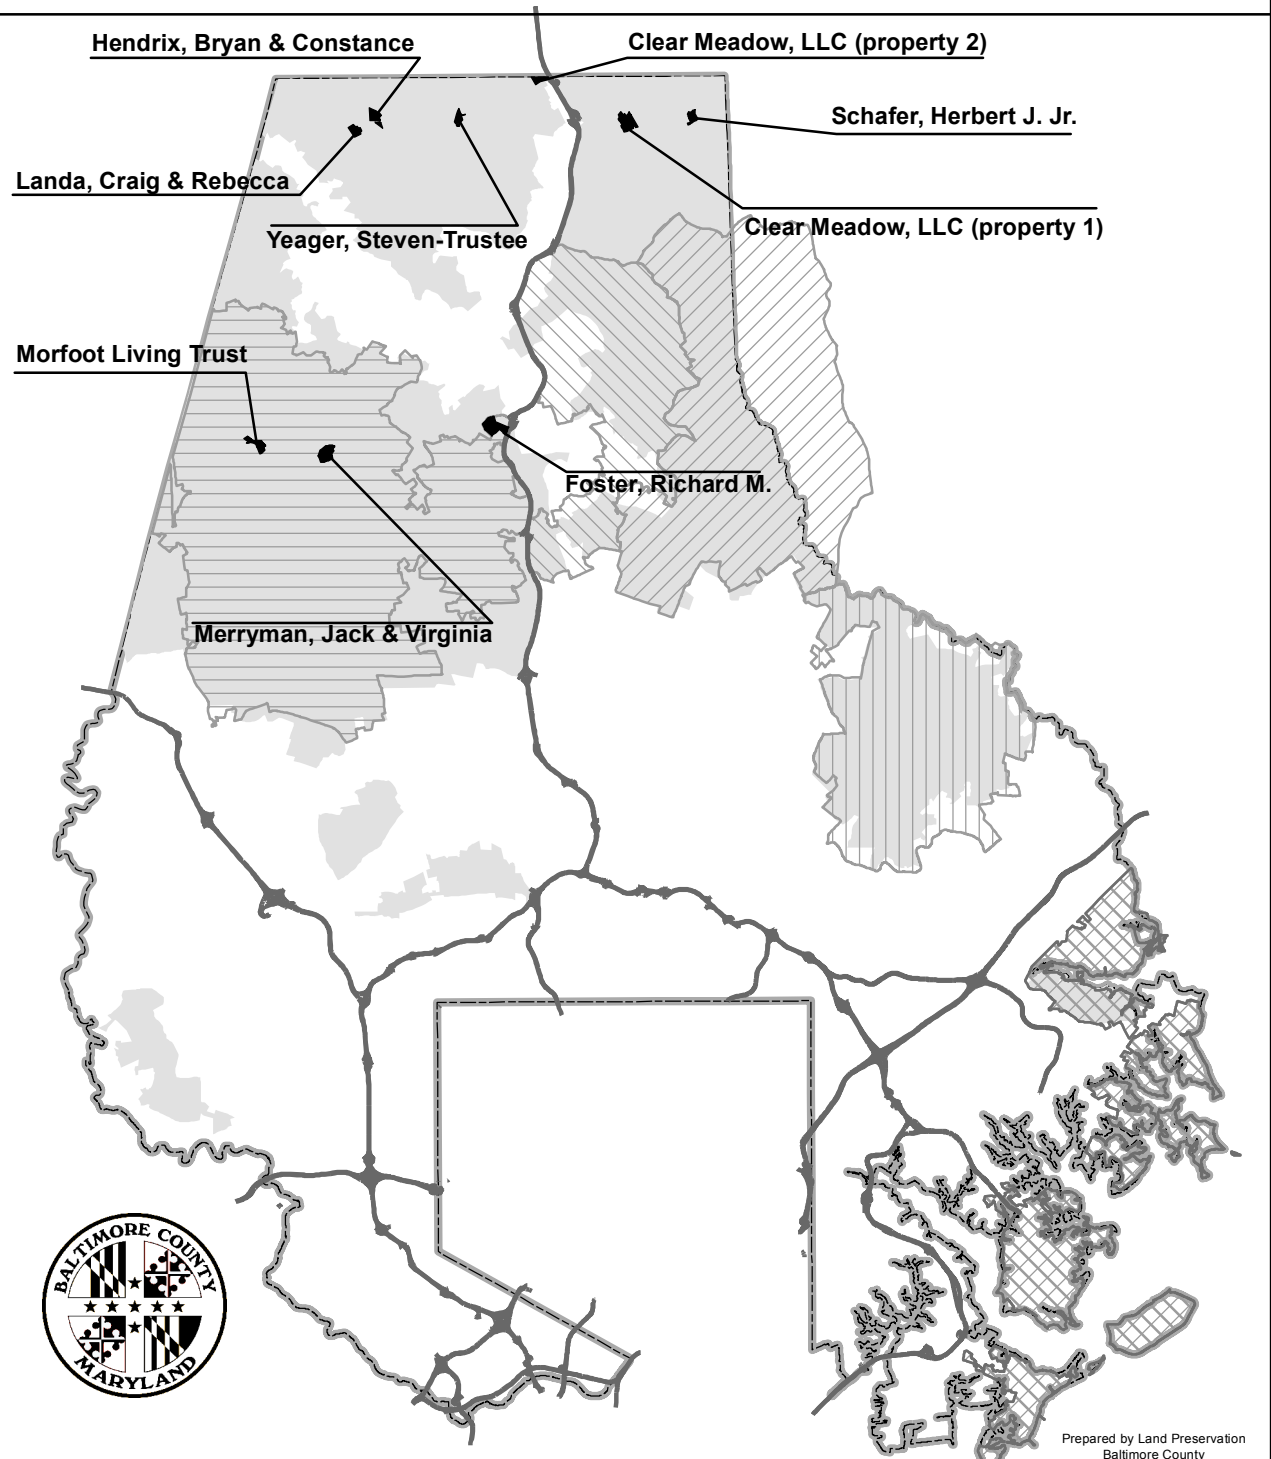 Hendrix, Bryan & Constance
Clear Meadow, LLC (property 2)
Schafer, Herbert J. Jr.
Landa, Craig & Rebecca
Clear Meadow, LLC (property 1)
Yeager, Steven-Trustee
Morfoot Living Trust
Foster, Richard M.
Merryman, Jack & Virginia
BALTIMORE COUNTY
MARYLAND
Prepared by Land Preservation
Baltimore County